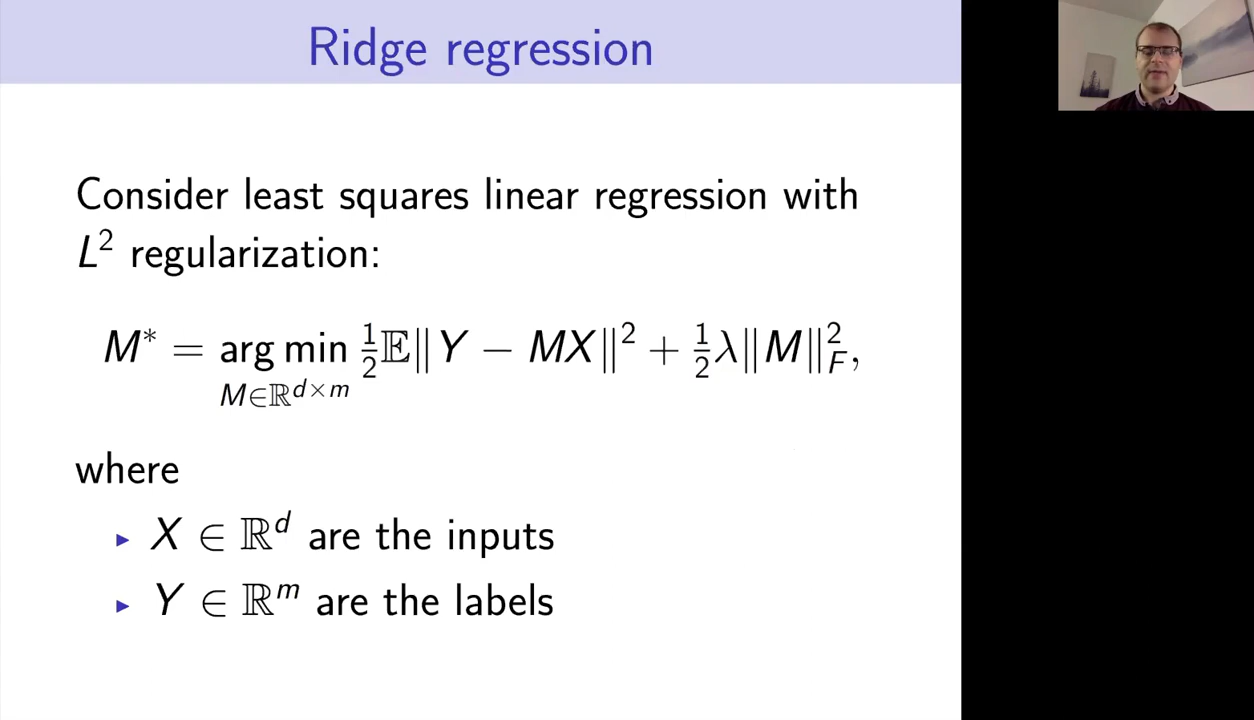 Ridge regression
Consider least squares linear regression with
L² regularization:
M* = arg min ½𝔼‖Y − MX‖² + ½λ‖M‖²_F,
M∈ℝ^{d×m}
where
▸ X ∈ ℝ^d are the inputs
▸ Y ∈ ℝ^m are the labels